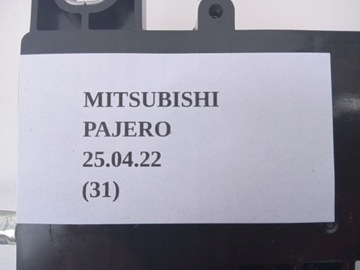 MITSUBISHI
PAJERO
25.04.22
(31)